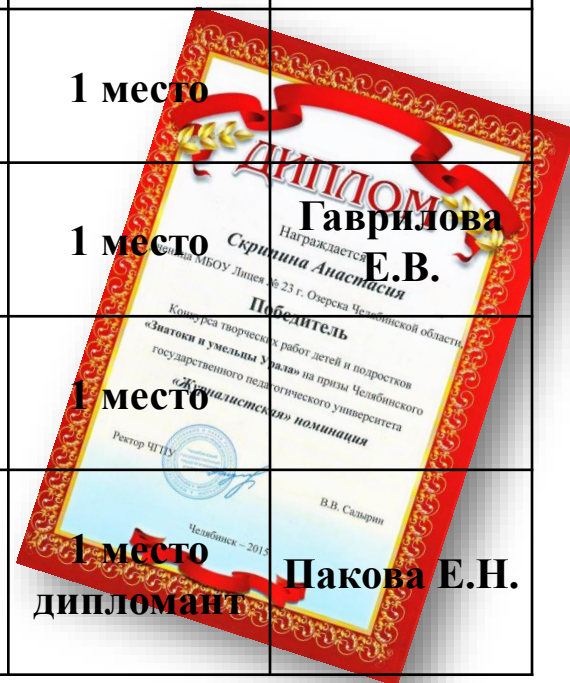 1 место
1 место
Гаврилова
Е.В.
1 место
1 место
дипломант
Пакова Е.Н.
ДИПЛОМ
Награждается
Скрипина Анастасия
ученица МБОУ Лицея № 23 г. Озерска Челябинской области,
Победитель
Конкурса творческих работ детей и подростков
«Знатоки и умельцы Урала» на призы Челябинского
государственного педагогического университета
«Журналистская» номинация
Ректор ЧГПУ
В.В. Садырин
Челябинск – 2015